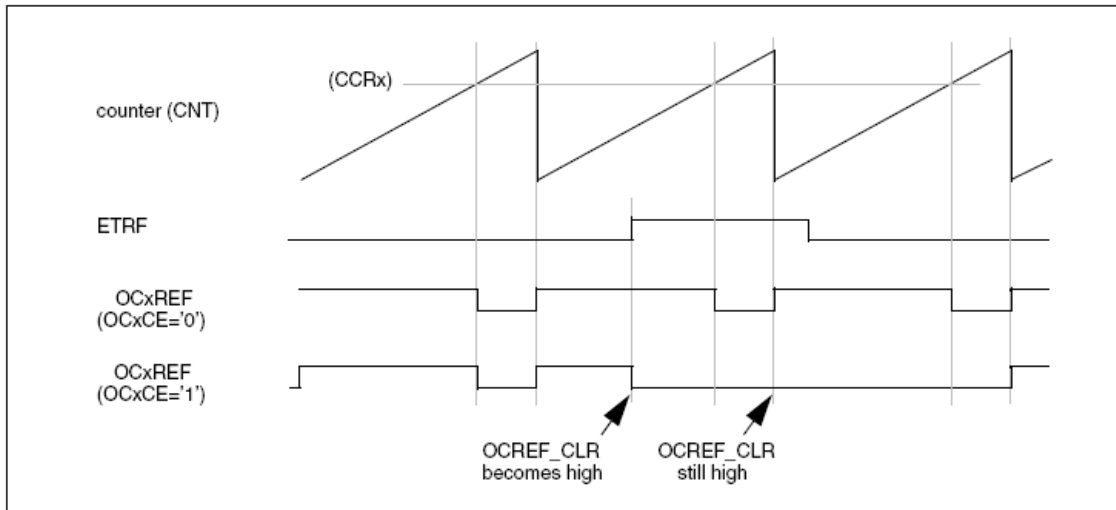 (CCRx)
counter (CNT)
ETRF
OCxREF
(OCxCE='0')
OCxREF
(OCxCE='1')
OCREF_CLR
becomes high
OCREF_CLR
still high